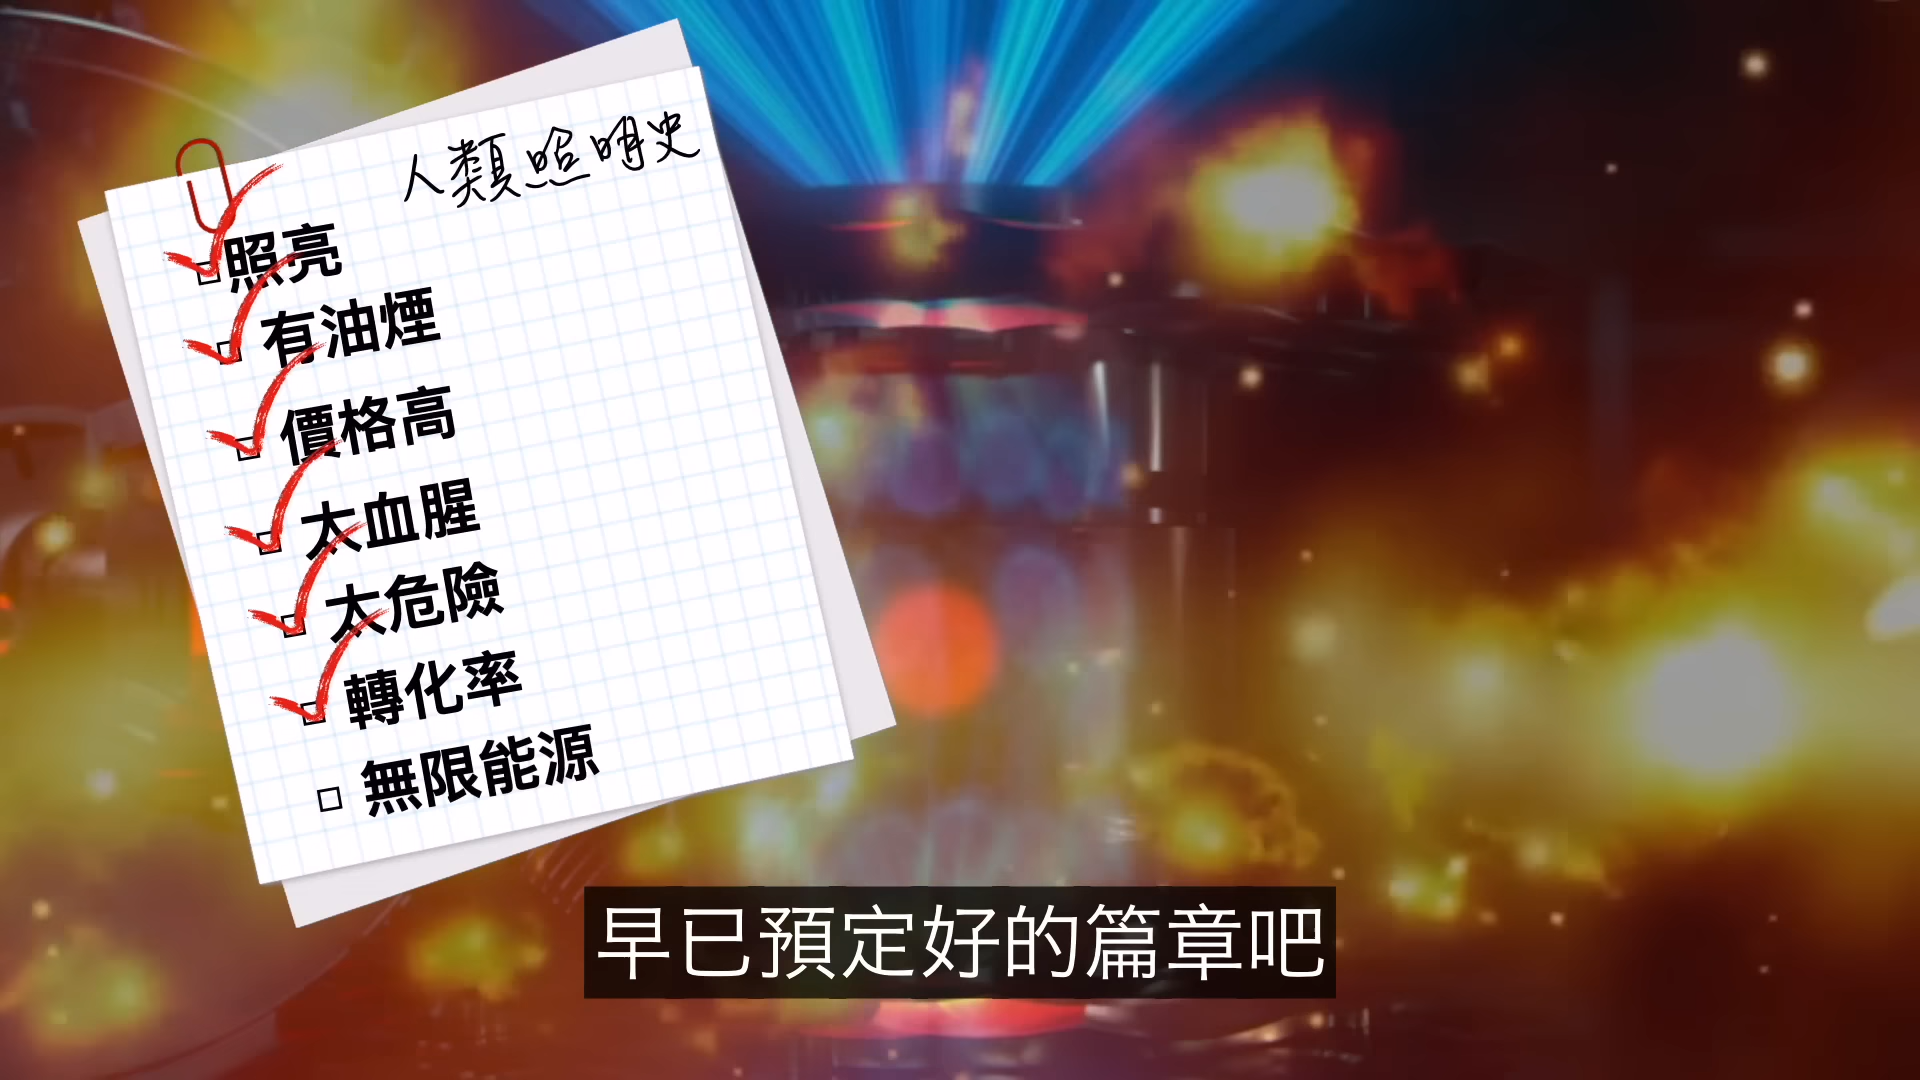 人類照明史
照亮
有油煙
價格高
太血腥
太危險
轉化率
無限能源
早已預定好的篇章吧